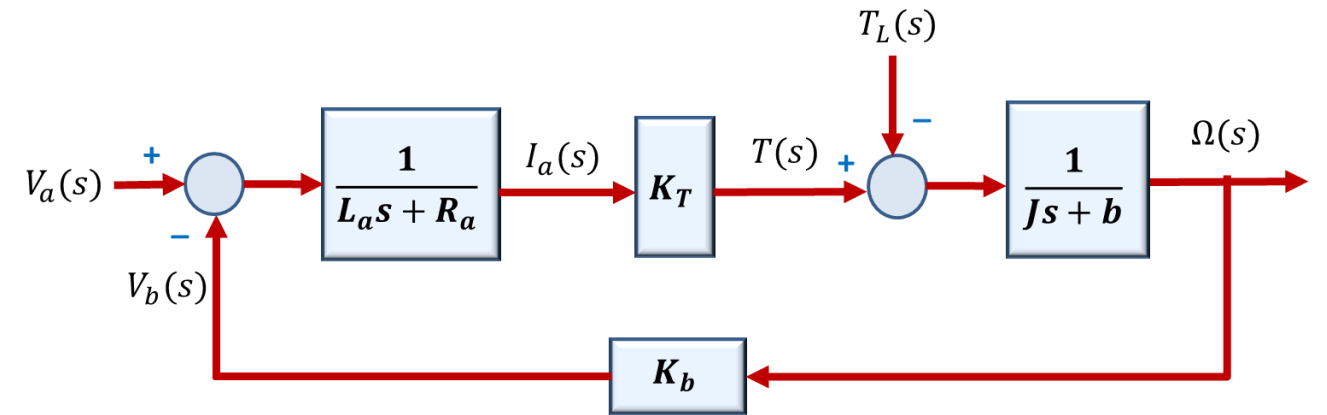 T_L(s)
V_a(s)
+
−
1
L_a s + R_a
I_a(s)
K_T
T(s)
+
−
1
Js + b
Ω(s)
V_b(s)
K_b